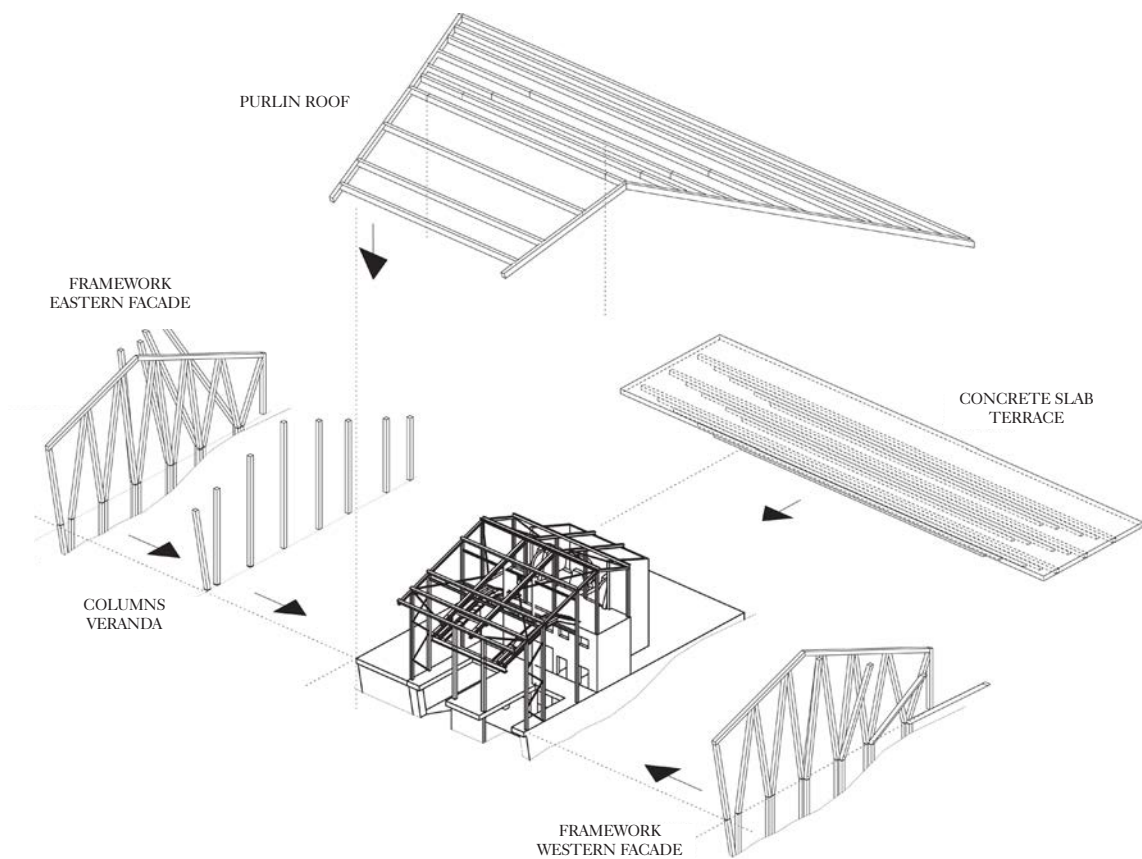 PURLIN ROOF
FRAMEWORK
EASTERN FACADE
CONCRETE SLAB
TERRACE
COLUMNS
VERANDA
FRAMEWORK
WESTERN FACADE